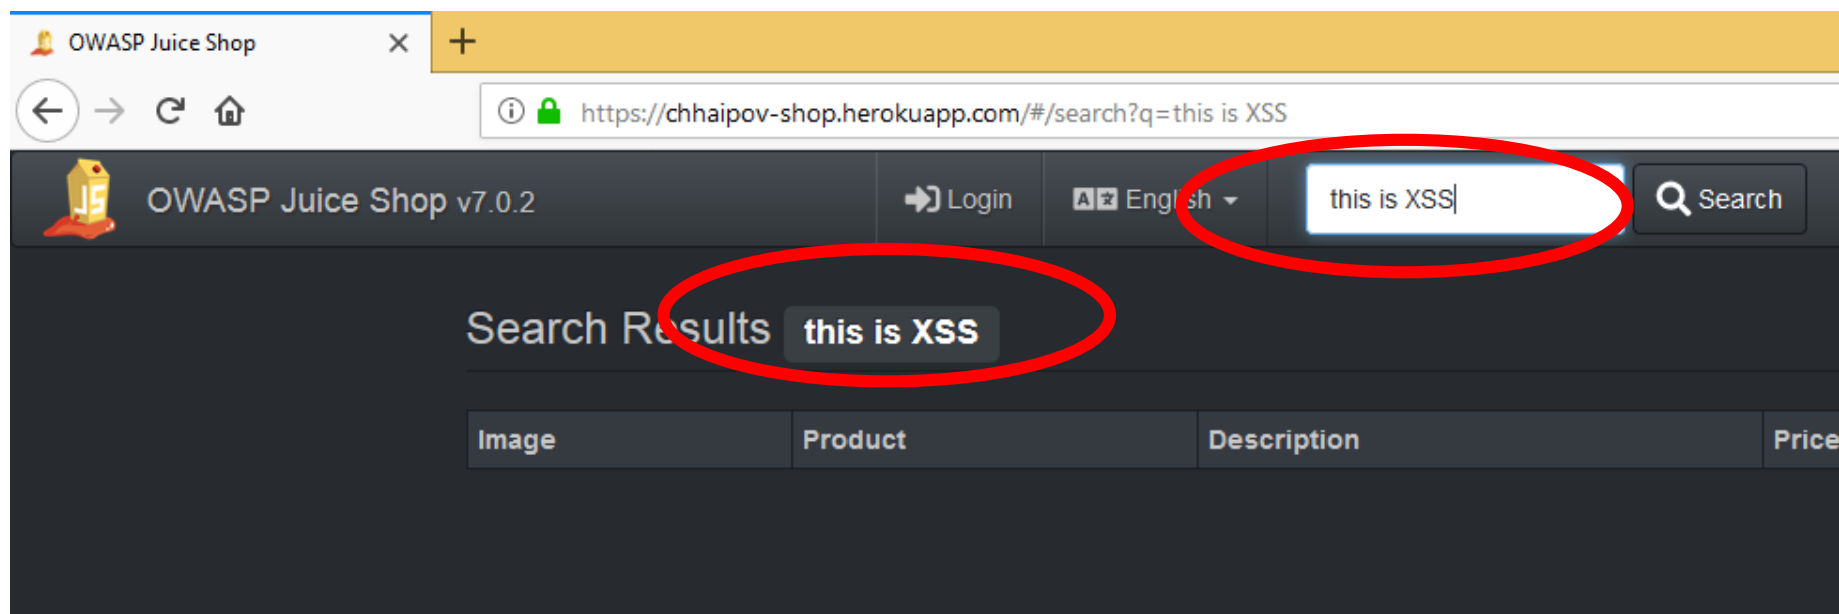 OWASP Juice Shop
https://chhaipov-shop.herokuapp.com/#/search?q=this is XSS
JS OWASP Juice Shop v7.0.2 Login English this is XSS Search
Search Results this is XSS
Image Product Description Price